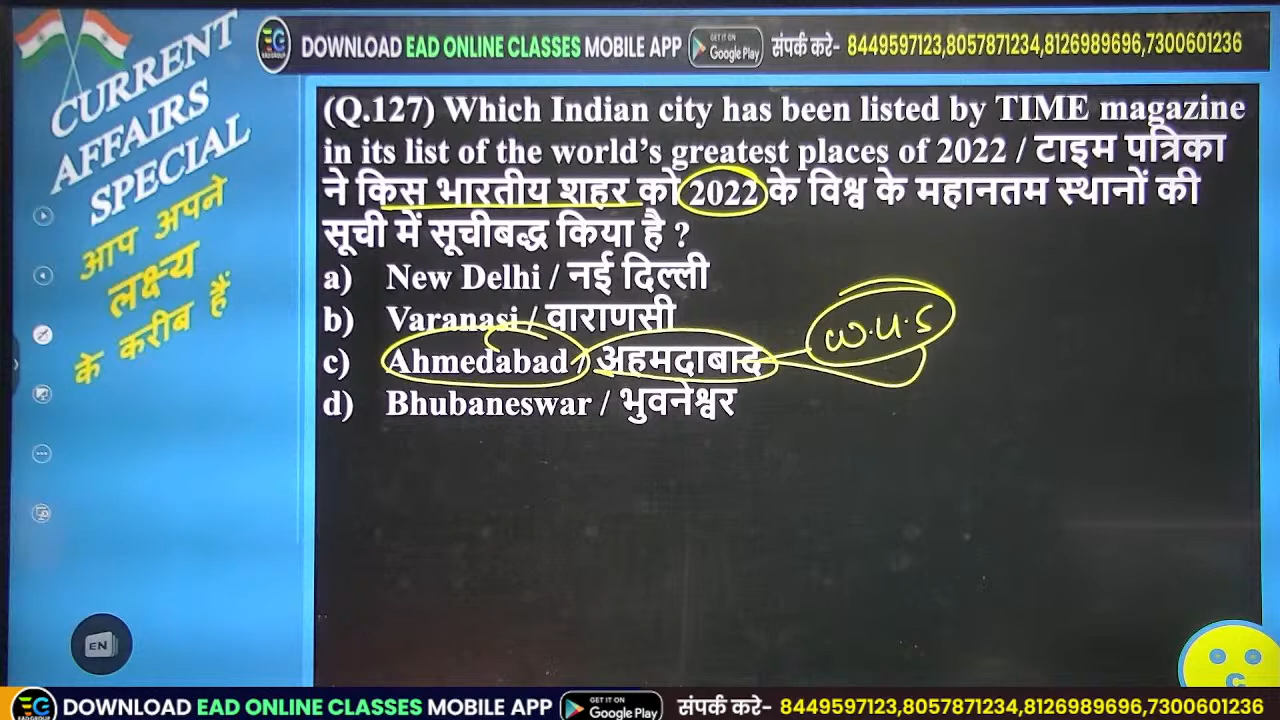 DOWNLOAD EAD ONLINE CLASSES MOBILE APP GET IT ON Google Play संपर्क करे- 8449597123,8057871234,8126989696,7300601236
CURRENT
AFFAIRS
SPECIAL
आप अपने
लक्ष्य
के करीब हैं
(Q.127) Which Indian city has been listed by TIME magazine
in its list of the world's greatest places of 2022 / टाइम पत्रिका
ने किस भारतीय शहर को 2022 के विश्व के महानतम स्थानों की
सूची में सूचीबद्ध किया है ?
a) New Delhi / नई दिल्ली
b) Varanasi / वाराणसी
c) Ahmedabad / अहमदाबाद
W.H.S
d) Bhubaneswar / भुवनेश्वर
EN
EG
EAD GROUP
DOWNLOAD EAD ONLINE CLASSES MOBILE APP GET IT ON Google Play संपर्क करे- 8449597123,8057871234,8126989696,7300601236